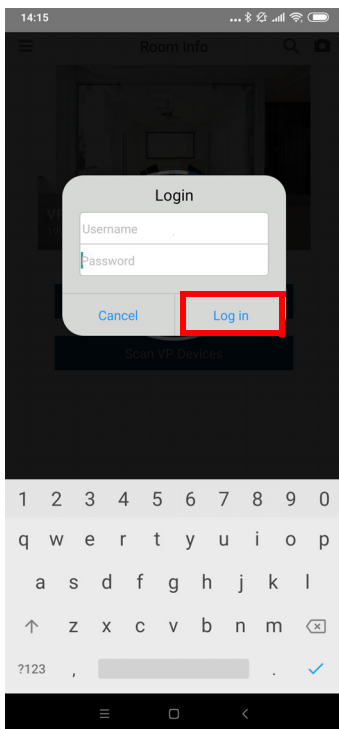 14:15
Room Info
Login
Username
Password
Cancel
Log in
Scan VP Devices
1 2 3 4 5 6 7 8 9 0
q w e r t y u i o p
a s d f g h j k l
z x c v b n m
?123 , .